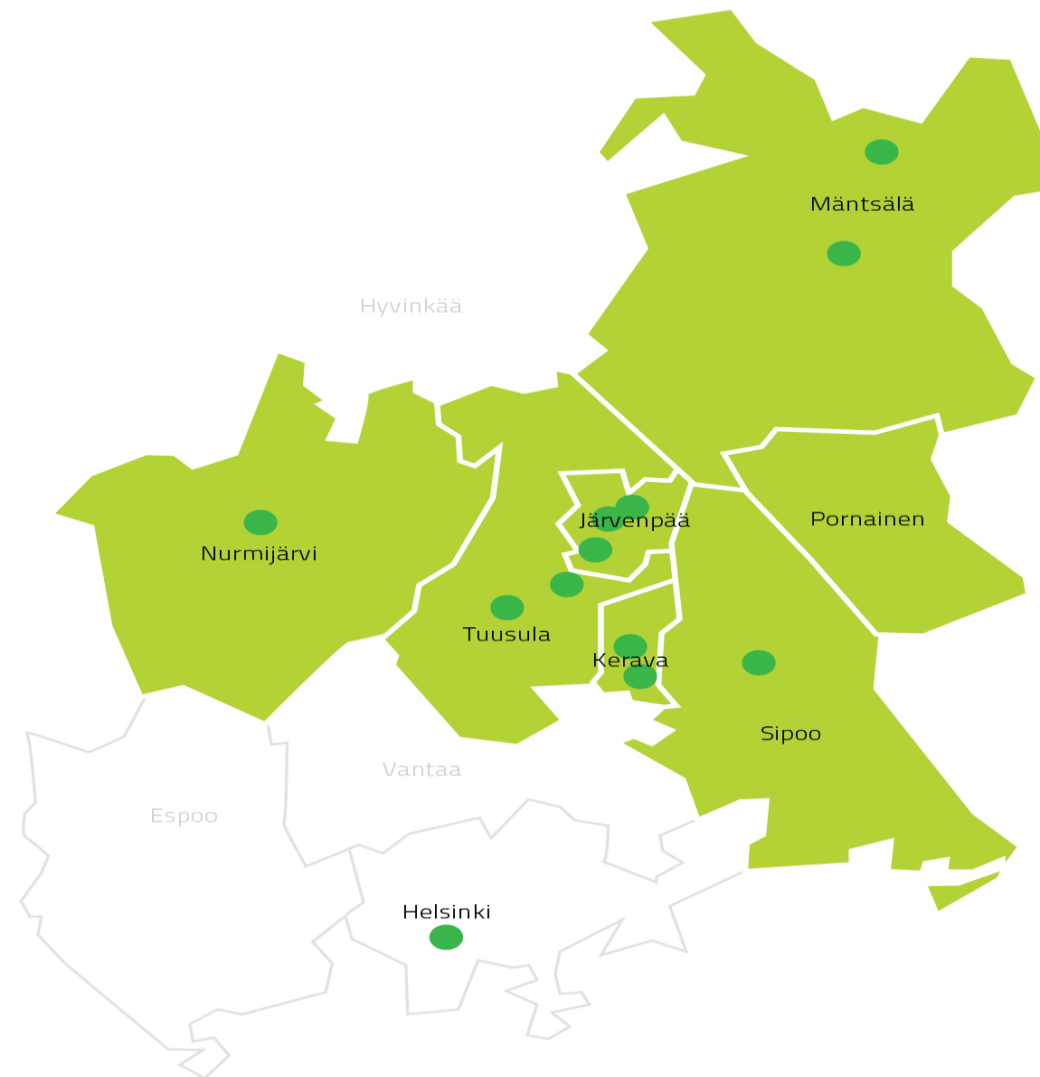 Mäntsälä
Hyvinkää
Järvenpää
Pornainen
Nurmijärvi
Tuusula
Kerava
Sipoo
Vantaa
Espoo
Helsinki